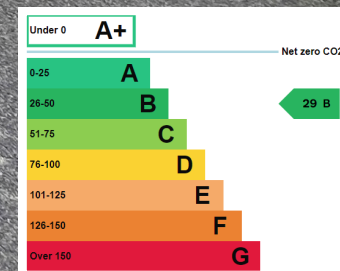 Under 0 A+
Net zero CO2
0-25 A
26-50 B 29 B
51-75 C
76-100 D
101-125 E
126-150 F
Over 150 G